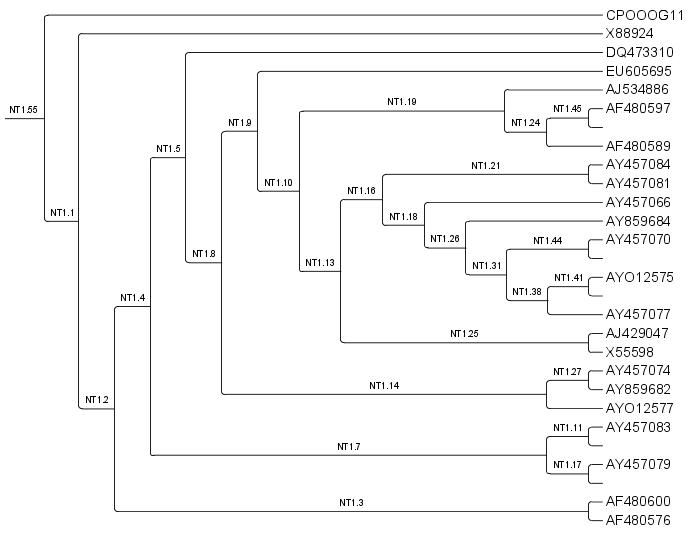 CPOOOG11
X88924
DQ473310
EU605695
AJ534886
NT1.19
NT1.45 AF480597
NT1.55
NT1.9
NT1.24
AF480589
NT1.5
AY457084
NT1.21
NT1.10
AY457081
NT1.16
AY457066
NT1.1
NT1.18
AY859684
NT1.26
NT1.44 AY457070
NT1.8
NT1.13
NT1.31
NT1.41 AYO12575
NT1.4
NT1.38
AY457077
NT1.25
AJ429047
X55598
NT1.27 AY457074
NT1.14
AY859682
NT1.2
AYO12577
NT1.11 AY457083
NT1.7
NT1.17 AY457079
NT1.3
AF480600
AF480576